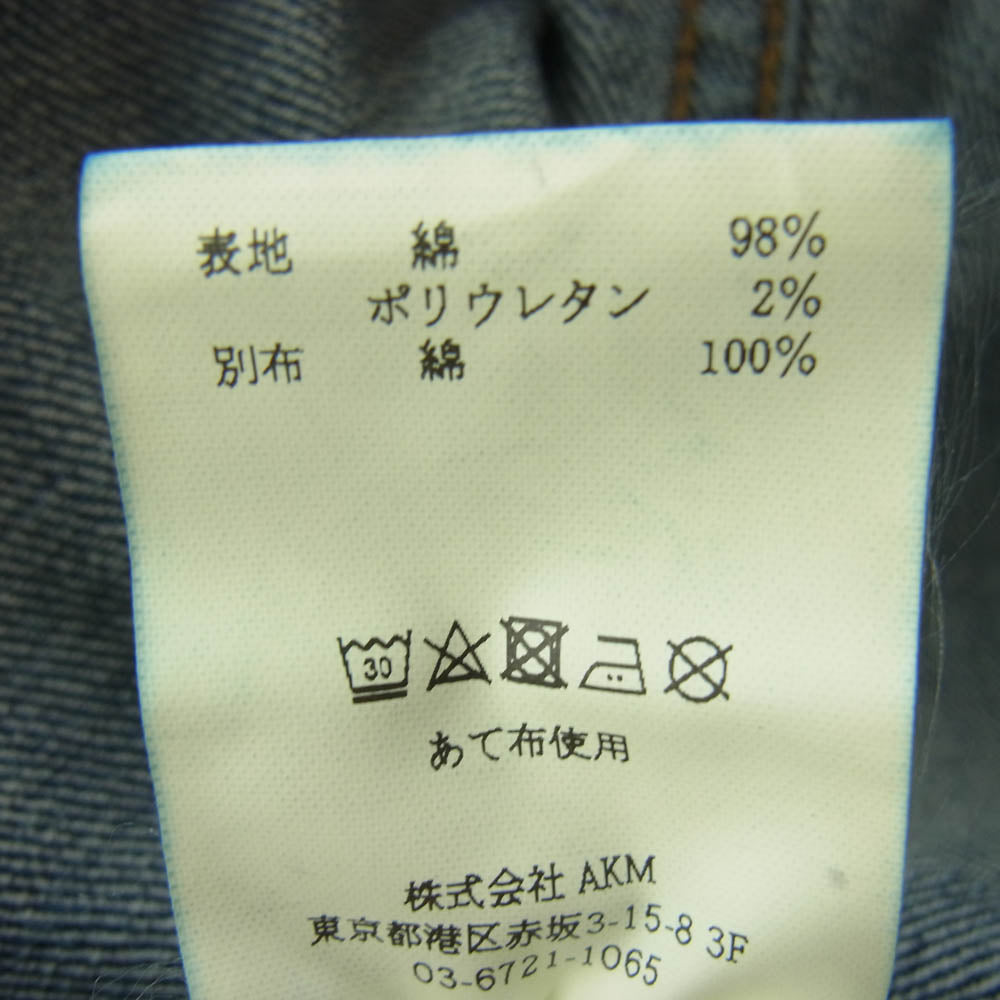 表地 綿 98%
ポリウレタン 2%
別布 綿 100%
30
あて布使用
株式会社 AKM
東京都港区赤坂3-15-8 3F
03-6721-1065